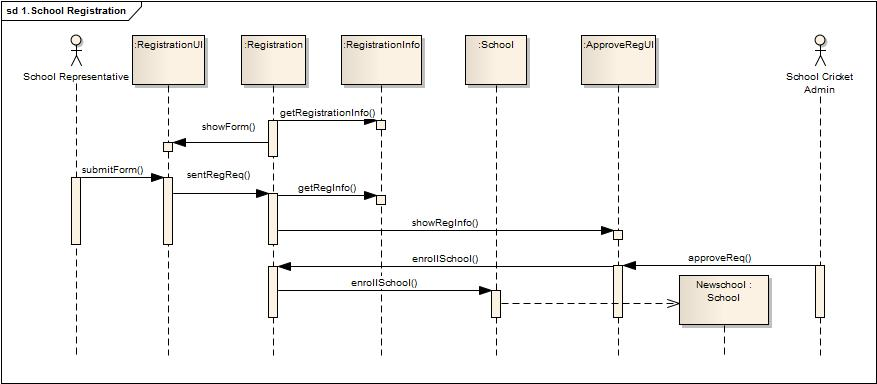 sd 1.School Registration
:RegistrationUI
:Registration
:RegistrationInfo
:School
:ApproveRegUI
School Representative
School Cricket
Admin
getRegistrationInfo()
showForm()
submitForm()
sentRegReq()
getRegInfo()
showRegInfo()
enrollSchool()
approveReq()
enrollSchool()
Newschool :
School